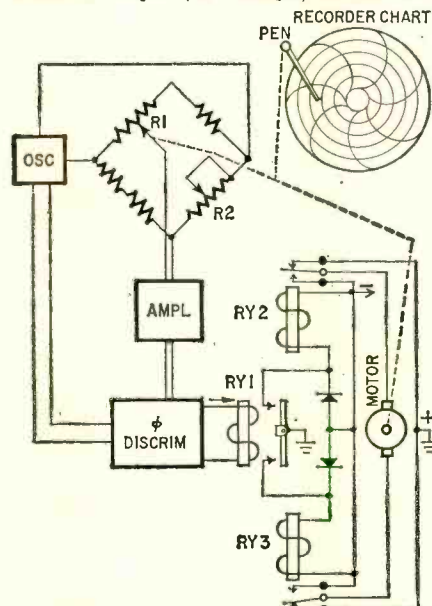 RECORDER CHART
PEN
R1
OSC
R2
AMPL
RY2
MOTOR
RY1
+
ϕ
DISCRIM
RY3